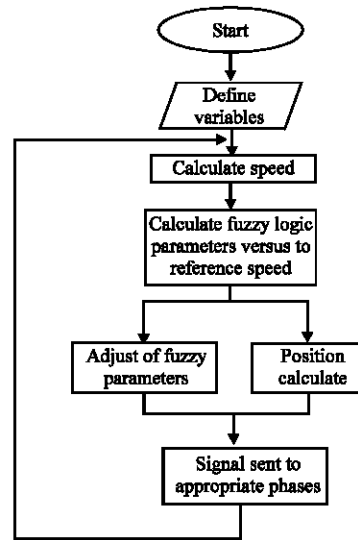 Start
Define
variables
Calculate speed
Calculate fuzzy logic
parameters versus to
reference speed
Adjust of fuzzy
parameters
Position
calculate
Signal sent to
appropriate phases